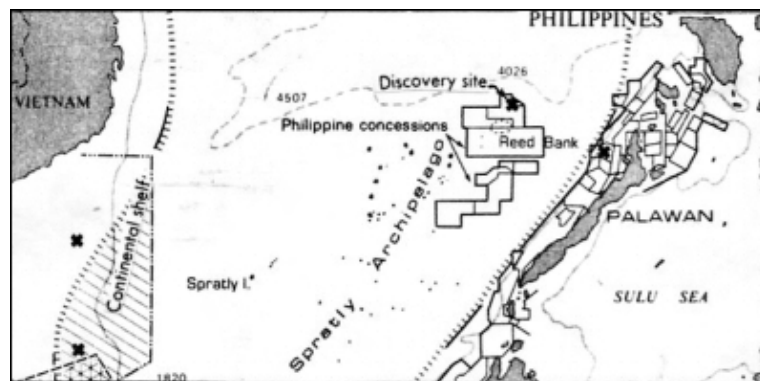 PHILIPPINES
Discovery site
4026
4507
VIETNAM
Philippine concessions
Reed Bank
Spratly Archipelago
Continental shelf
PALAWAN
Spratly I.
SULU SEA
1820